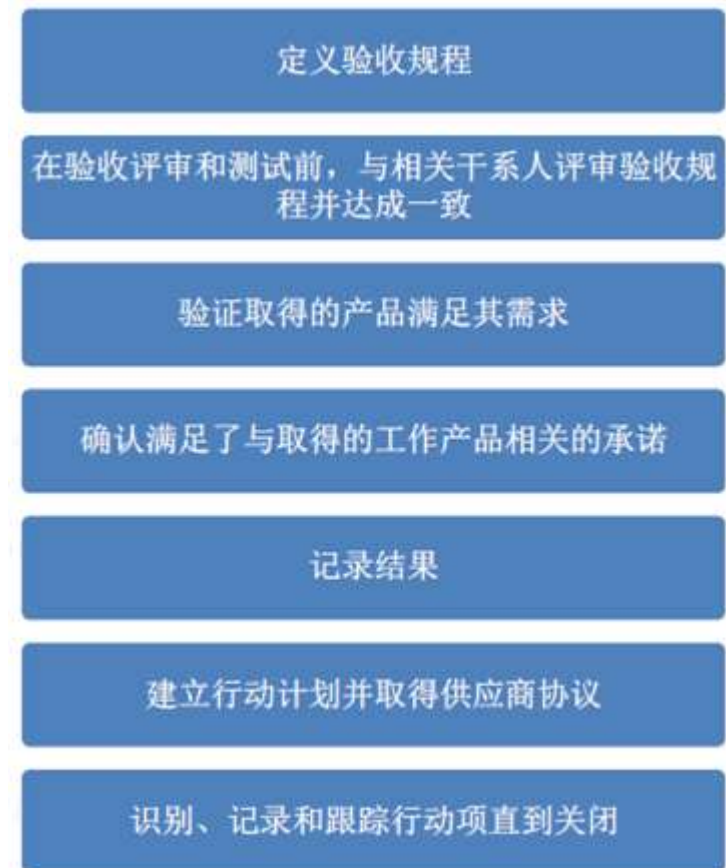 定义验收规程
在验收评审和测试前，与相关干系人评审验收规
程并达成一致
验证取得的产品满足其需求
确认满足了与取得的工作产品相关的承诺
记录结果
建立行动计划并取得供应商协议
识别、记录和跟踪行动项直到关闭